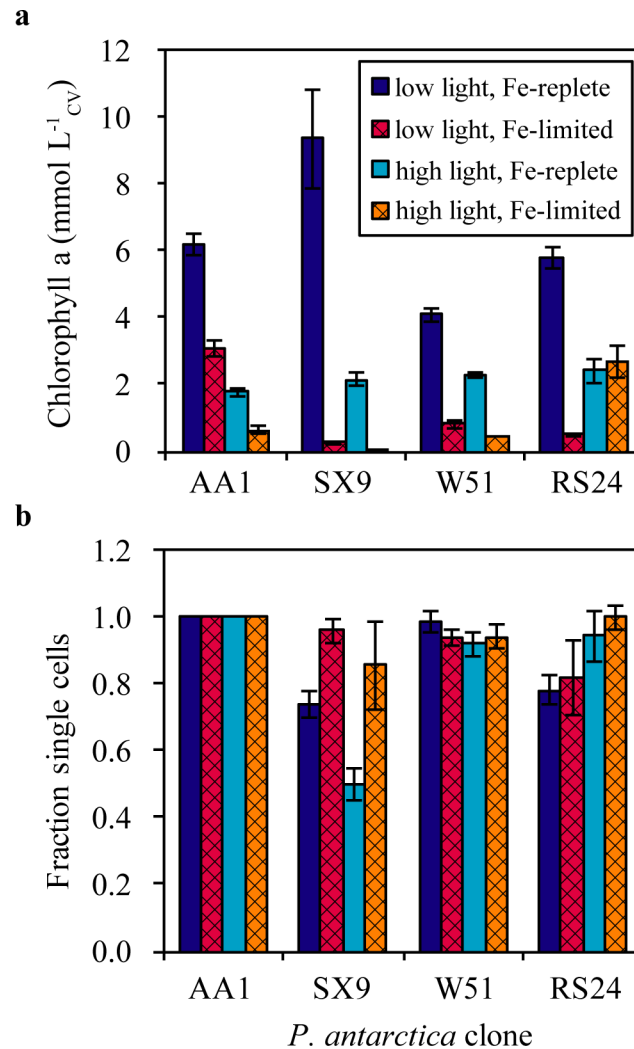 a
12
10
8
6
4
2
0
Chlorophyll a (mmol L⁻¹CV)
low light, Fe-replete
low light, Fe-limited
high light, Fe-replete
high light, Fe-limited
AA1 SX9 W51 RS24
b
1.2
1.0
0.8
0.6
0.4
0.2
0.0
Fraction single cells
AA1 SX9 W51 RS24
P. antarctica clone